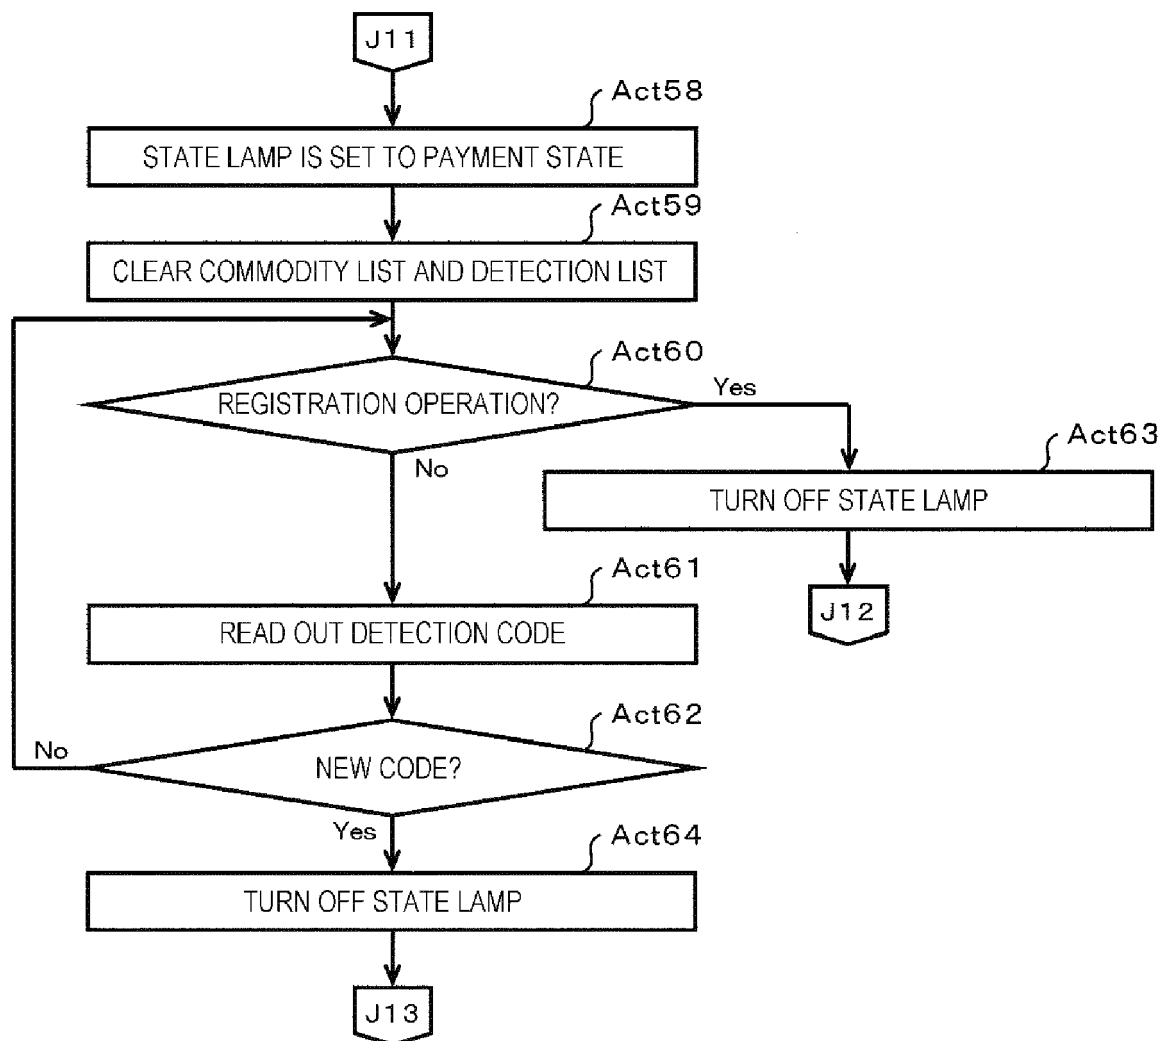 J11
Act58
STATE LAMP IS SET TO PAYMENT STATE
Act59
CLEAR COMMODITY LIST AND DETECTION LIST
Act60
REGISTRATION OPERATION?
Yes
No
Act63
TURN OFF STATE LAMP
J12
Act61
READ OUT DETECTION CODE
Act62
NEW CODE?
No
Yes
Act64
TURN OFF STATE LAMP
J13